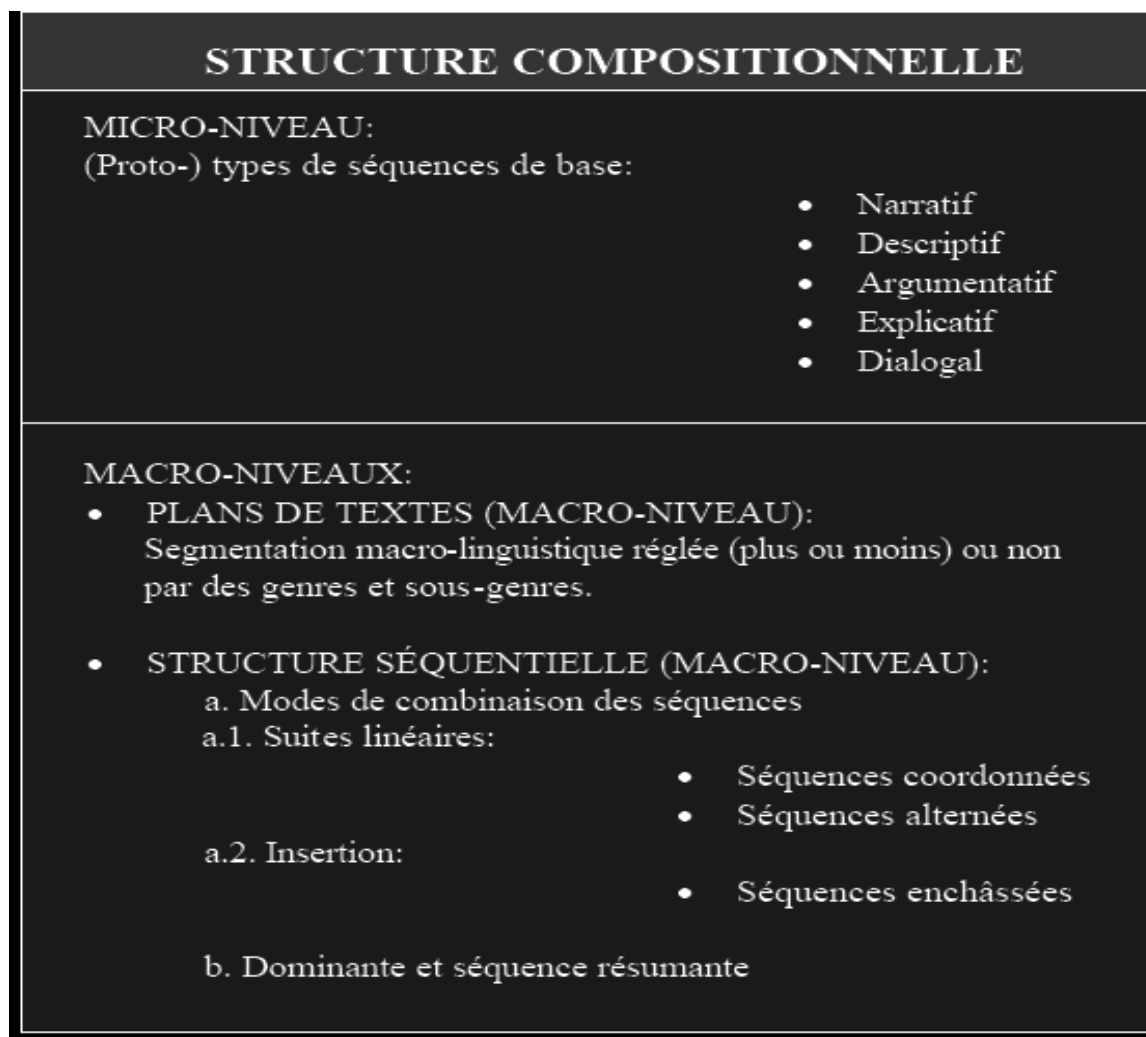 STRUCTURE COMPOSITIONNELLE
MICRO-NIVEAU:
(Proto-) types de séquences de base:
• Narratif
• Descriptif
• Argumentatif
• Explicatif
• Dialogal
MACRO-NIVEAUX:
• PLANS DE TEXTES (MACRO-NIVEAU):
Segmentation macro-linguistique réglée (plus ou moins) ou non
par des genres et sous-genres.
• STRUCTURE SÉQUENTIELLE (MACRO-NIVEAU):
a. Modes de combinaison des séquences
a.1. Suites linéaires:
• Séquences coordonnées
• Séquences alternées
a.2. Insertion:
• Séquences enchâssées
b. Dominante et séquence résumante